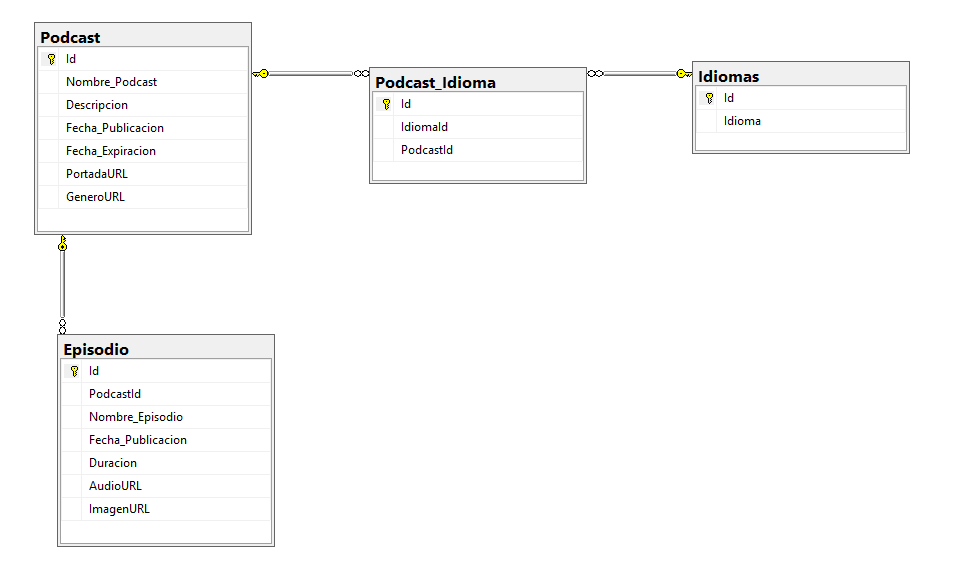 Podcast
Id
Nombre_Podcast
Descripcion
Fecha_Publicacion
Fecha_Expiracion
PortadaURL
GeneroURL
Podcast_Idioma
Id
IdiomaId
PodcastId
Idiomas
Id
Idioma
Episodio
Id
PodcastId
Nombre_Episodio
Fecha_Publicacion
Duracion
AudioURL
ImagenURL